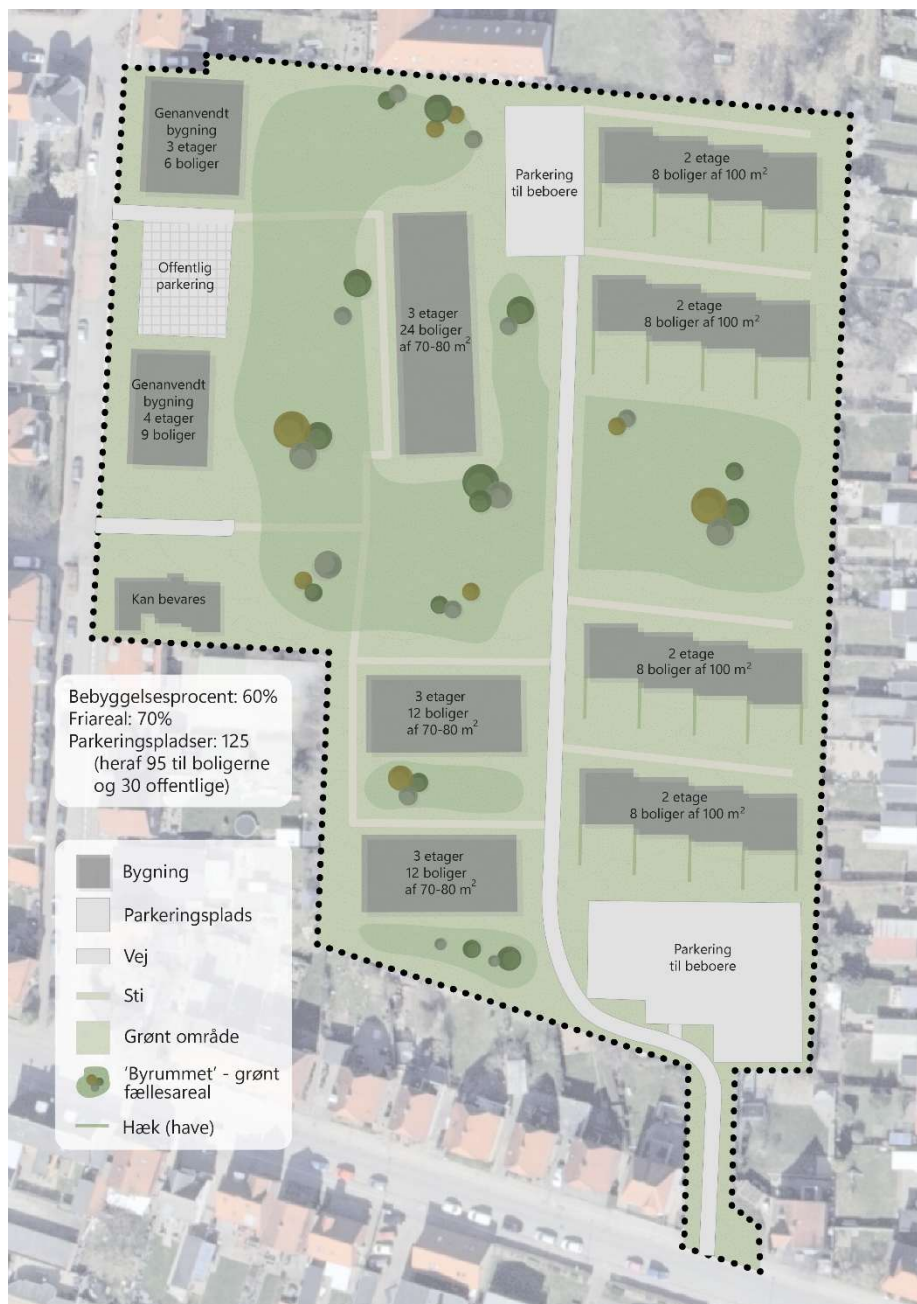 Genanvendt
bygning
3 etager
6 boliger
Offentlig
parkering
Genanvendt
bygning
4 etager
9 boliger
Kan bevares
3 etager
24 boliger
af 70-80 m²
Parkering
til beboere
2 etage
8 boliger af 100 m²
2 etage
8 boliger af 100 m²
2 etage
8 boliger af 100 m²
2 etage
8 boliger af 100 m²
3 etager
12 boliger
af 70-80 m²
3 etager
12 boliger
af 70-80 m²
Parkering
til beboere
Bebyggelsesprocent: 60%
Friareal: 70%
Parkeringspladser: 125
(heraf 95 til boligerne
og 30 offentlige)
Bygning
Parkeringsplads
Vej
Sti
Grønt område
'Byrummet' - grønt
fællesareal
Hæk (have)